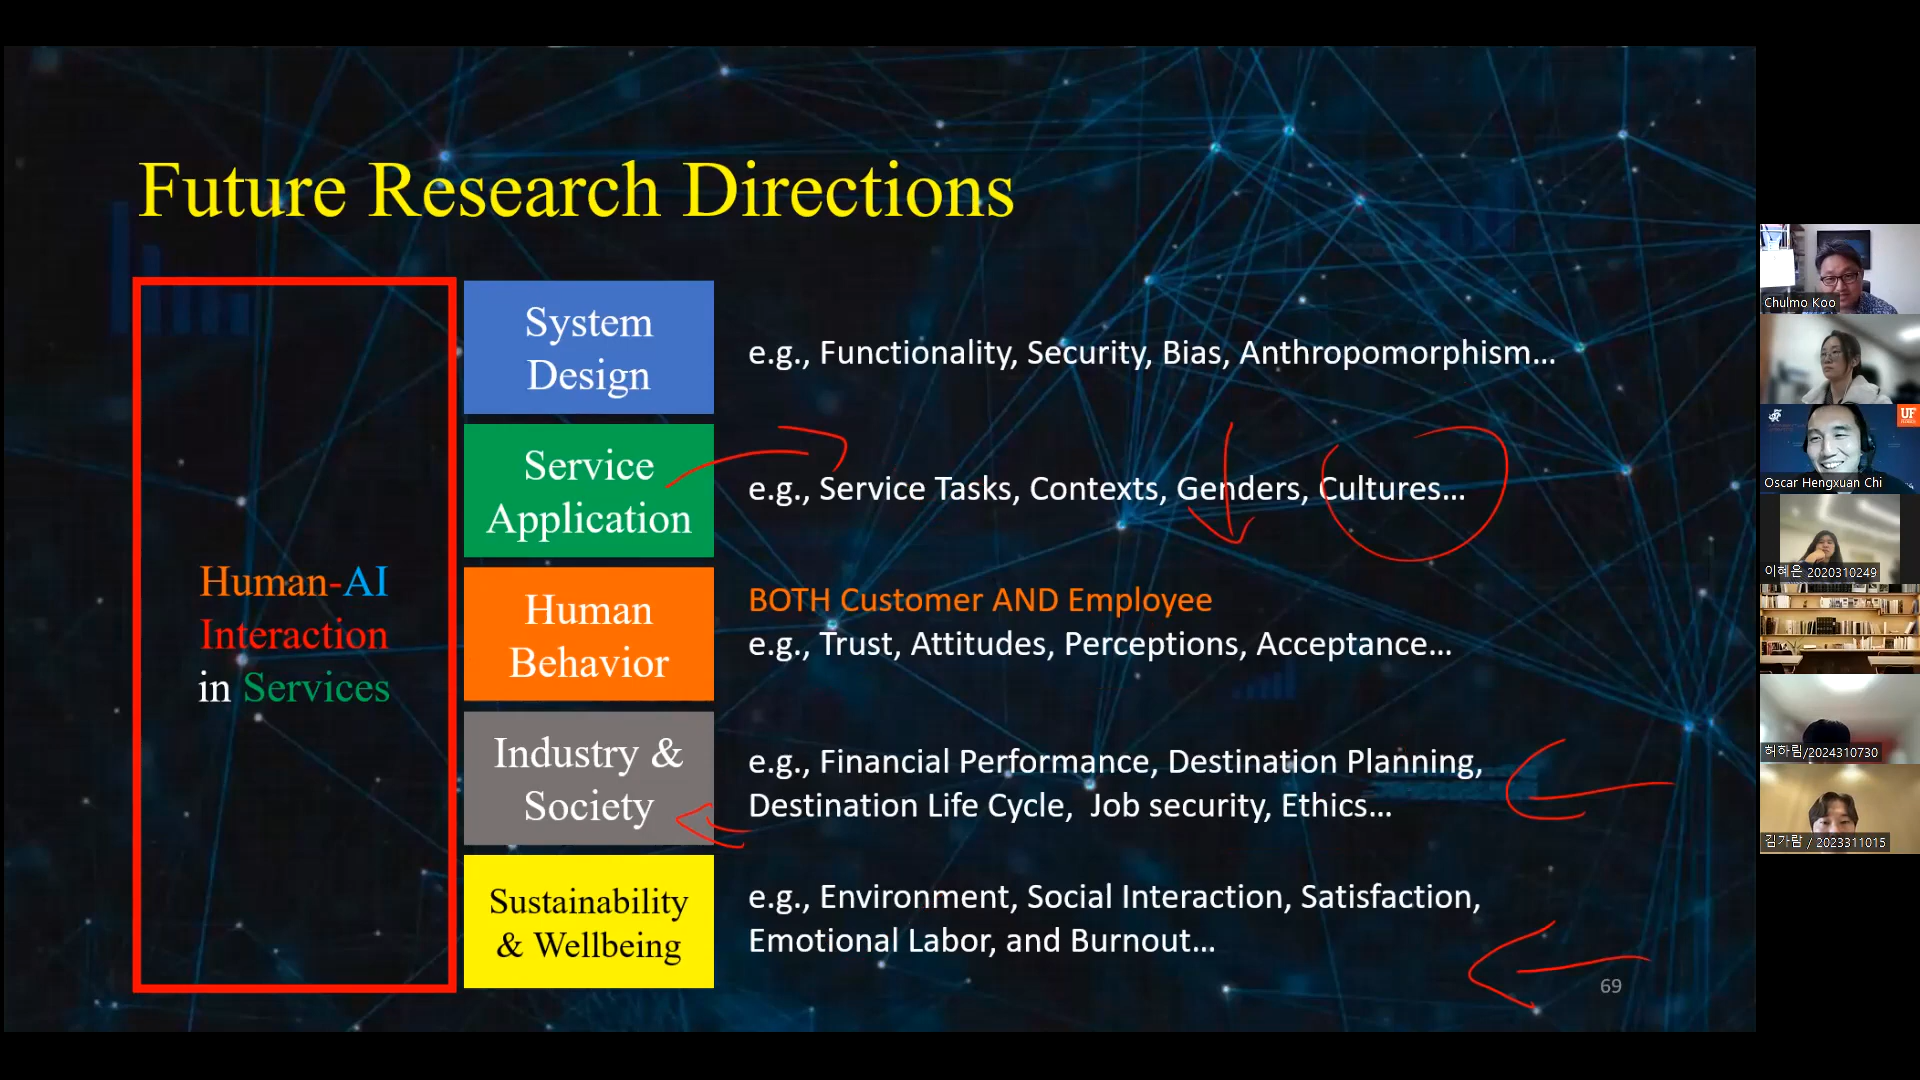 Future Research Directions
Human-AI
Interaction
in Services
System
Design
e.g., Functionality, Security, Bias, Anthropomorphism...
Service
Application
e.g., Service Tasks, Contexts, Genders, Cultures...
Human
Behavior
BOTH Customer AND Employee
e.g., Trust, Attitudes, Perceptions, Acceptance...
Industry &
Society
e.g., Financial Performance, Destination Planning,
Destination Life Cycle, Job security, Ethics...
Sustainability
& Wellbeing
e.g., Environment, Social Interaction, Satisfaction,
Emotional Labor, and Burnout...
69
Chulmo Koo
UF
Oscar Hengxuan Chi
이혜은 2020310249
허하림/2024310730
김가람 / 2023311015